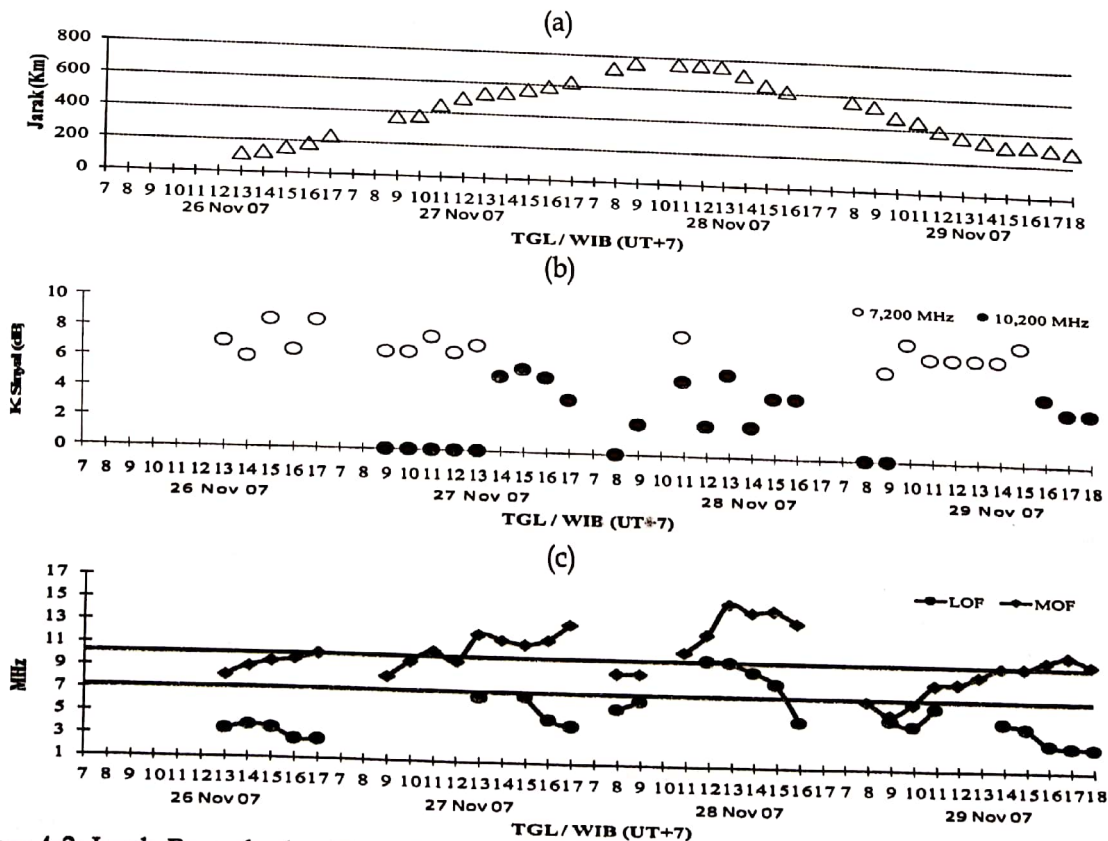 (a)
800
600
400
200
0
Jarak (Km)
7 8 9 10 11 12 13 14 15 16 17 7 8 9 10 11 12 13 14 15 16 17 7 8 9 10 11 12 13 14 15 16 17 7 8 9 10 11 12 13 14 15 16 17 18
26 Nov 07 27 Nov 07 28 Nov 07 29 Nov 07
TGL / WIB (UT+7)
(b)
10
8
6
4
2
0
K. Sinyal (dB)
7,200 MHz 10,200 MHz
7 8 9 10 11 12 13 14 15 16 17 7 8 9 10 11 12 13 14 15 16 17 7 8 9 10 11 12 13 14 15 16 17 7 8 9 10 11 12 13 14 15 16 17 18
26 Nov 07 27 Nov 07 28 Nov 07 29 Nov 07
TGL / WIB (UT+7)
(c)
17
15
13
11
9
7
5
3
1
MHz
LOF MOF
7 8 9 10 11 12 13 14 15 16 17 7 8 9 10 11 12 13 14 15 16 17 7 8 9 10 11 12 13 14 15 16 17 7 8 9 10 11 12 13 14 15 16 17 18
26 Nov 07 27 Nov 07 28 Nov 07 29 Nov 07
TGL / WIB (UT+7)